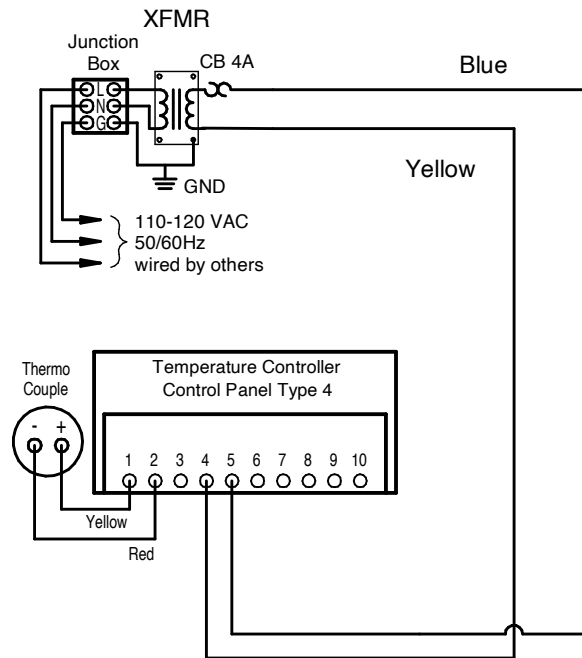 XFMR
Junction
Box
CB 4A
Blue
L
N
G
Yellow
GND
110-120 VAC
50/60Hz
wired by others
Thermo
Couple
Temperature Controller
Control Panel Type 4
- +
1 2 3 4 5 6 7 8 9 10
Yellow
Red